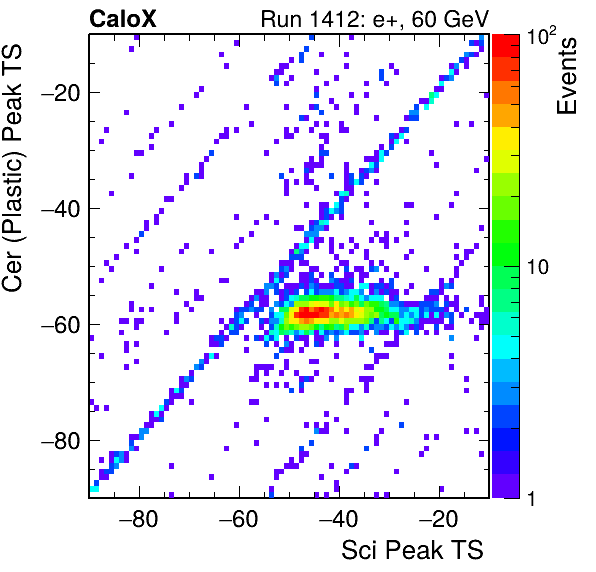 CaloX Run 1412: e+, 60 GeV
Cer (Plastic) Peak TS
−20
−40
−60
−80
−80 −60 −40 −20
Sci Peak TS
10²
10
1
Events